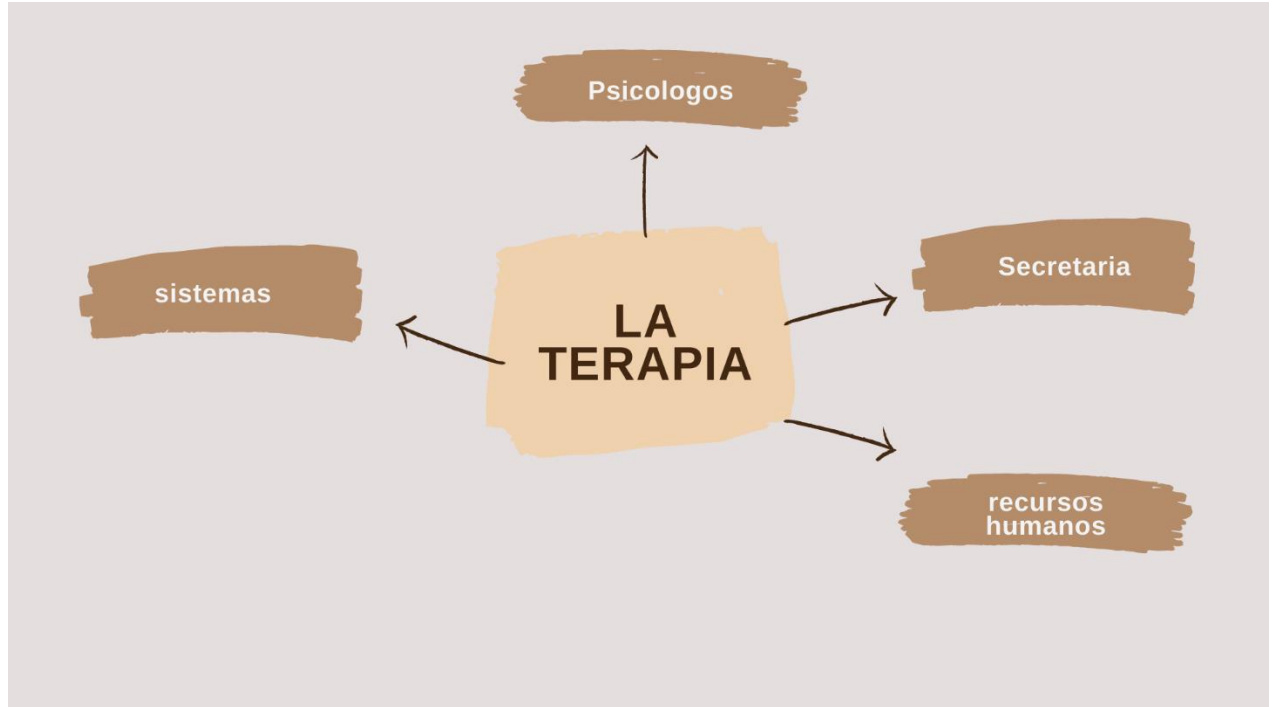 Psicologos
Secretaria
sistemas
LA
TERAPIA
recursos
humanos